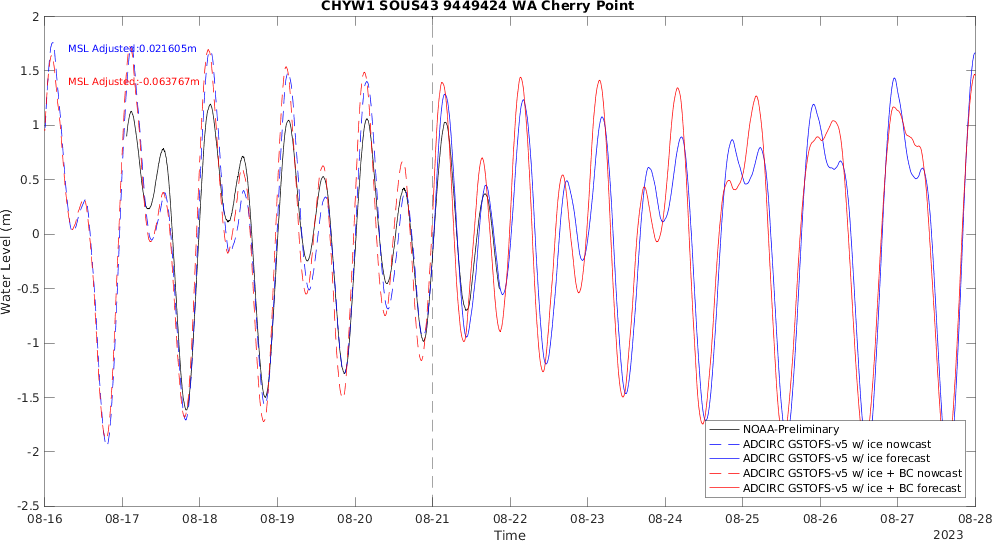 CHYW1 SOUS43 9449424 WA Cherry Point
MSL Adjusted:0.021605m
MSL Adjusted:-0.063767m
Water Level (m)
2
1.5
1
0.5
0
-0.5
-1
-1.5
-2
-2.5
NOAA-Preliminary
ADCIRC GSTOFS-v5 w/ ice nowcast
ADCIRC GSTOFS-v5 w/ ice forecast
ADCIRC GSTOFS-v5 w/ ice + BC nowcast
ADCIRC GSTOFS-v5 w/ ice + BC forecast
08-16 08-17 08-18 08-19 08-20 08-21 08-22 08-23 08-24 08-25 08-26 08-27 08-28
Time
2023